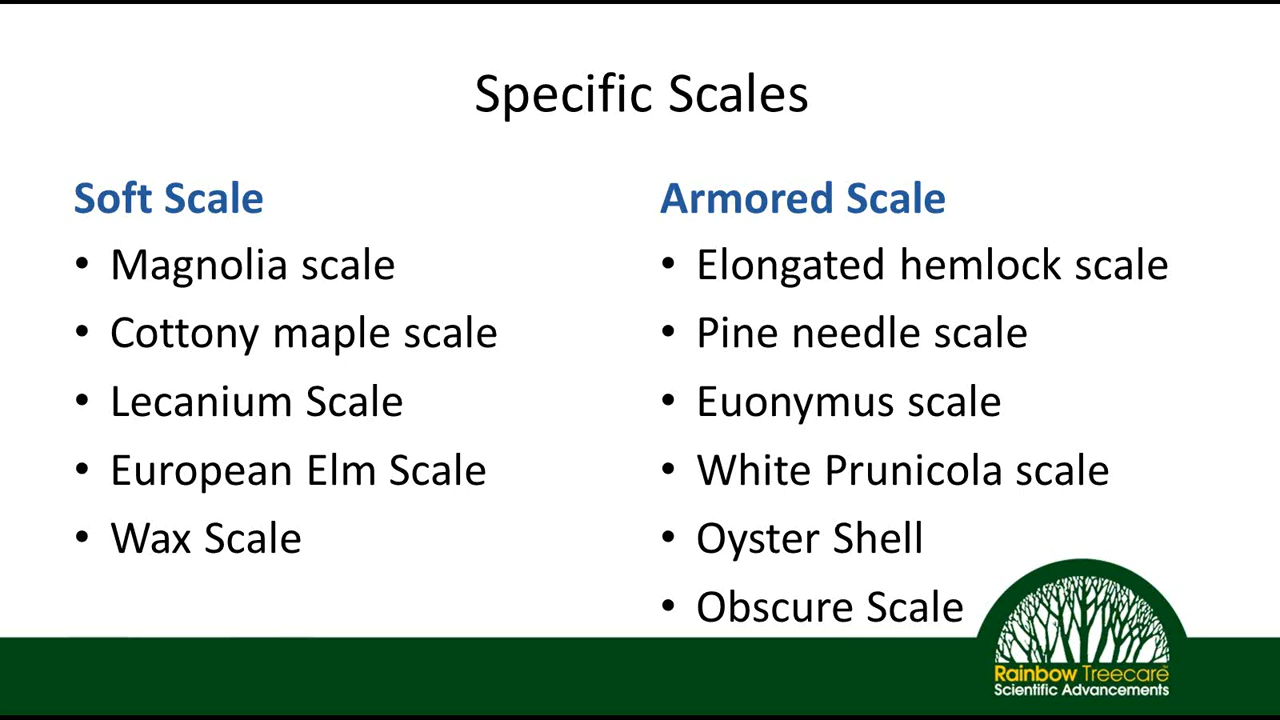 Specific Scales
Soft Scale
• Magnolia scale
• Cottony maple scale
• Lecanium Scale
• European Elm Scale
• Wax Scale
Armored Scale
• Elongated hemlock scale
• Pine needle scale
• Euonymus scale
• White Prunicola scale
• Oyster Shell
• Obscure Scale
Rainbow Treecare
Scientific Advancements